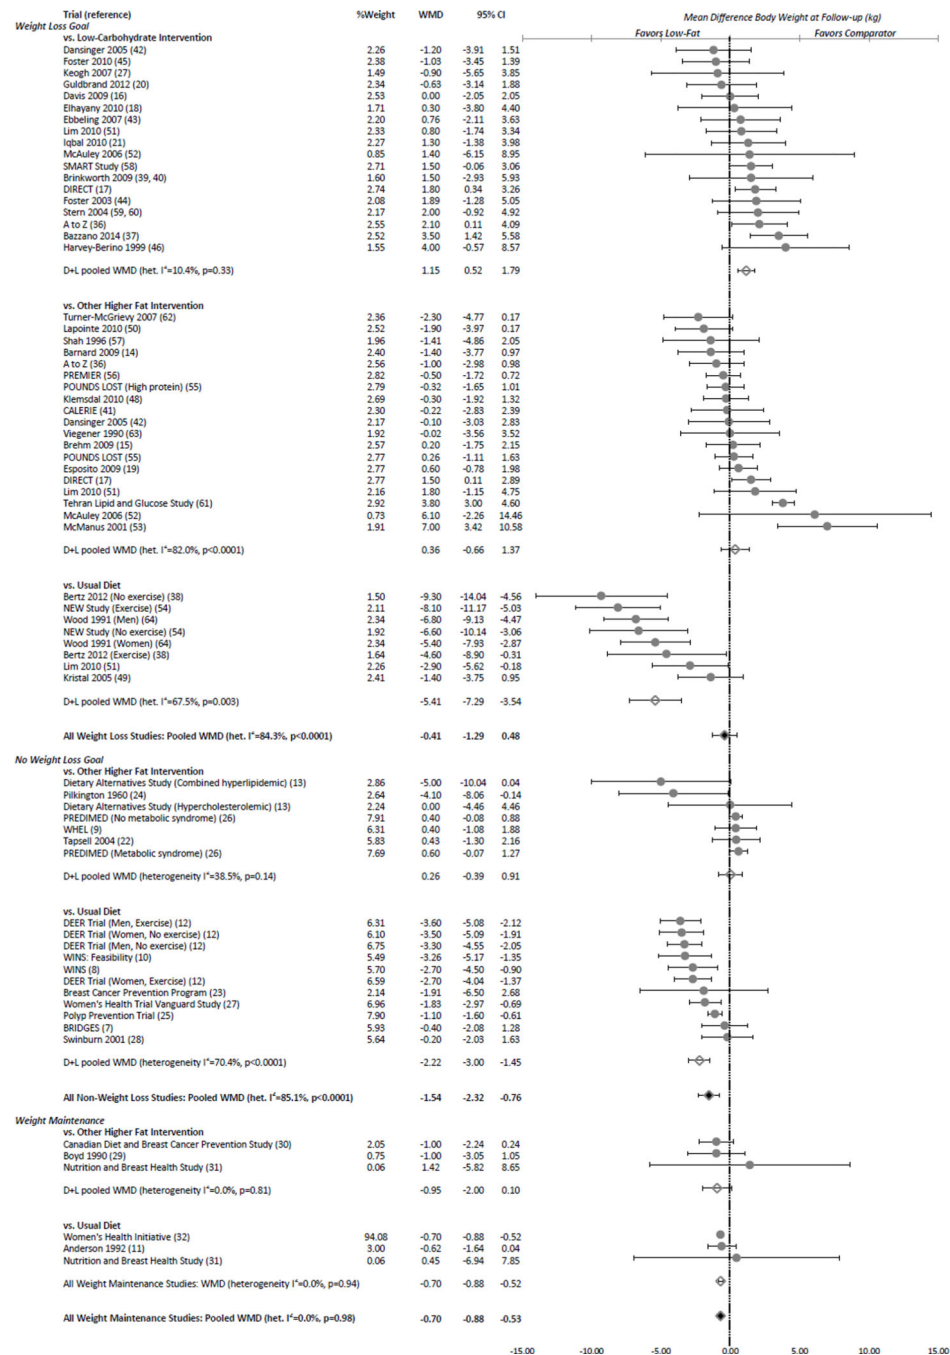 Trial (reference) %Weight WMD 95% CI
Mean Difference Body Weight at Follow-up (kg)
Weight Loss Goal
Favors Low-Fat Favors Comparator
vs. Low-Carbohydrate Intervention
Dansinger 2005 (42) 2.26 -1.20 -3.91 1.51
Foster 2010 (45) 2.38 -1.03 -3.45 1.39
Keogh 2007 (27) 1.49 -0.90 -5.65 3.85
Guldbrand 2012 (20) 2.34 -0.63 -3.14 1.88
Davis 2009 (16) 2.53 0.00 -2.05 2.05
Elhayany 2010 (18) 1.71 0.30 -3.80 4.40
Ebbeling 2007 (43) 2.20 0.76 -2.11 3.63
Lim 2010 (51) 2.33 0.80 -1.74 3.34
Iqbal 2010 (21) 2.27 1.30 -1.38 3.98
McAuley 2006 (52) 0.85 1.40 -6.15 8.95
SMART Study (58) 2.71 1.50 -0.06 3.06
Brinkworth 2009 (39, 40) 1.60 1.50 -2.93 5.93
DIRECT (17) 2.74 1.80 0.34 3.26
Foster 2003 (44) 2.08 1.89 -1.28 5.05
Stern 2004 (59, 60) 2.17 2.00 -0.92 4.92
A to Z (36) 2.55 2.10 0.11 4.09
Bazzano 2014 (37) 2.52 3.50 1.42 5.58
Harvey-Berino 1999 (46) 1.55 4.00 -0.57 8.57
D+L pooled WMD (het. I²=10.4%, p=0.33) 1.15 0.52 1.79
vs. Other Higher Fat Intervention
Turner-McGrievy 2007 (62) 2.36 -2.30 -4.77 0.17
Lapointe 2010 (50) 2.52 -1.90 -3.97 0.17
Shah 1996 (57) 1.96 -1.41 -4.86 2.05
Barnard 2009 (14) 2.40 -1.40 -3.77 0.97
A to Z (36) 2.56 -1.00 -2.98 0.98
PREMIER (56) 2.82 -0.50 -1.72 0.72
POUNDS LOST (High protein) (55) 2.79 -0.32 -1.65 1.01
Klemsdal 2010 (48) 2.69 -0.30 -1.92 1.32
CALERIE (41) 2.30 -0.22 -2.83 2.39
Dansinger 2005 (42) 2.17 -0.10 -3.03 2.83
Viegener 1990 (63) 1.92 -0.02 -3.56 3.52
Brehm 2009 (15) 2.57 0.20 -1.75 2.15
POUNDS LOST (55) 2.77 0.26 -1.11 1.63
Esposito 2009 (19) 2.77 0.60 -0.78 1.98
DIRECT (17) 2.77 1.50 0.11 2.89
Lim 2010 (51) 2.16 1.80 -1.15 4.75
Tehran Lipid and Glucose Study (61) 2.92 3.80 3.00 4.60
McAuley 2006 (52) 0.73 6.10 -2.26 14.46
McManus 2001 (53) 1.91 7.00 3.42 10.58
D+L pooled WMD (het. I²=82.0%, p<0.0001) 0.36 -0.66 1.37
vs. Usual Diet
Bertz 2012 (No exercise) (38) 1.50 -9.30 -14.04 -4.56
NEW Study (Exercise) (54) 2.11 -8.10 -11.17 -5.03
Wood 1991 (Men) (64) 2.34 -6.80 -9.13 -4.47
NEW Study (No exercise) (54) 1.92 -6.60 -10.14 -3.06
Wood 1991 (Women) (64) 2.34 -5.40 -7.93 -2.87
Bertz 2012 (Exercise) (38) 1.64 -4.60 -8.90 -0.31
Lim 2010 (51) 2.26 -2.90 -5.62 -0.18
Kristal 2005 (49) 2.41 -1.40 -3.75 0.95
D+L pooled WMD (het. I²=67.5%, p=0.003) -5.41 -7.29 -3.54
All Weight Loss Studies: Pooled WMD (het. I²=84.3%, p<0.0001) -0.41 -1.29 0.48
No Weight Loss Goal
vs. Other Higher Fat Intervention
Dietary Alternatives Study (Combined hyperlipidemic) (13) 2.86 -5.00 -10.04 0.04
Pilkington 1960 (24) 2.64 -4.10 -8.06 -0.14
Dietary Alternatives Study (Hypercholesterolemic) (13) 2.24 0.00 -4.46 4.46
PREDIMED (No metabolic syndrome) (26) 7.91 0.40 -0.08 0.88
WHEL (9) 6.31 0.40 -1.08 1.88
Tapsell 2004 (22) 5.83 0.43 -1.30 2.16
PREDIMED (Metabolic syndrome) (26) 7.69 0.60 -0.07 1.27
D+L pooled WMD (heterogeneity I²=38.5%, p=0.14) 0.26 -0.39 0.91
vs. Usual Diet
DEER Trial (Men, Exercise) (12) 6.31 -3.60 -5.08 -2.12
DEER Trial (Women, No exercise) (12) 6.10 -3.50 -5.09 -1.91
DEER Trial (Men, No exercise) (12) 6.75 -3.30 -4.55 -2.05
WINS: Feasibility (10) 5.49 -3.26 -5.17 -1.35
WINS (8) 5.70 -2.70 -4.50 -0.90
DEER Trial (Women, Exercise) (12) 6.59 -2.70 -4.04 -1.37
Breast Cancer Prevention Program (23) 2.14 -1.91 -6.50 2.68
Women's Health Trial Vanguard Study (27) 6.96 -1.83 -2.97 -0.69
Polyp Prevention Trial (25) 7.90 -1.10 -1.60 -0.61
BRIDGES (7) 5.93 -0.40 -2.08 1.28
Swinburn 2001 (28) 5.64 -0.20 -2.03 1.63
D+L pooled WMD (heterogeneity I²=70.4%, p<0.0001) -2.22 -3.00 -1.45
All Non-Weight Loss Studies: Pooled WMD (het. I²=85.1%, p<0.0001) -1.54 -2.32 -0.76
Weight Maintenance
vs. Other Higher Fat Intervention
Canadian Diet and Breast Cancer Prevention Study (30) 2.05 -1.00 -2.24 0.24
Boyd 1990 (29) 0.75 -1.00 -3.05 1.05
Nutrition and Breast Health Study (31) 0.06 1.42 -5.82 8.65
D+L pooled WMD (heterogeneity I²=0.0%, p=0.81) -0.95 -2.00 0.10
vs. Usual Diet
Women's Health Initiative (32) 94.08 -0.70 -0.88 -0.52
Anderson 1992 (11) 3.00 -0.62 -1.64 0.04
Nutrition and Breast Health Study (31) 0.06 0.45 -6.94 7.85
All Weight Maintenance Studies: WMD (heterogeneity I²=0.0%, p=0.94) -0.70 -0.88 -0.52
All Weight Maintenance Studies: Pooled WMD (het. I²=0.0%, p=0.98) -0.70 -0.88 -0.53
-15.00 -10.00 -5.00 0.00 5.00 10.00 15.00